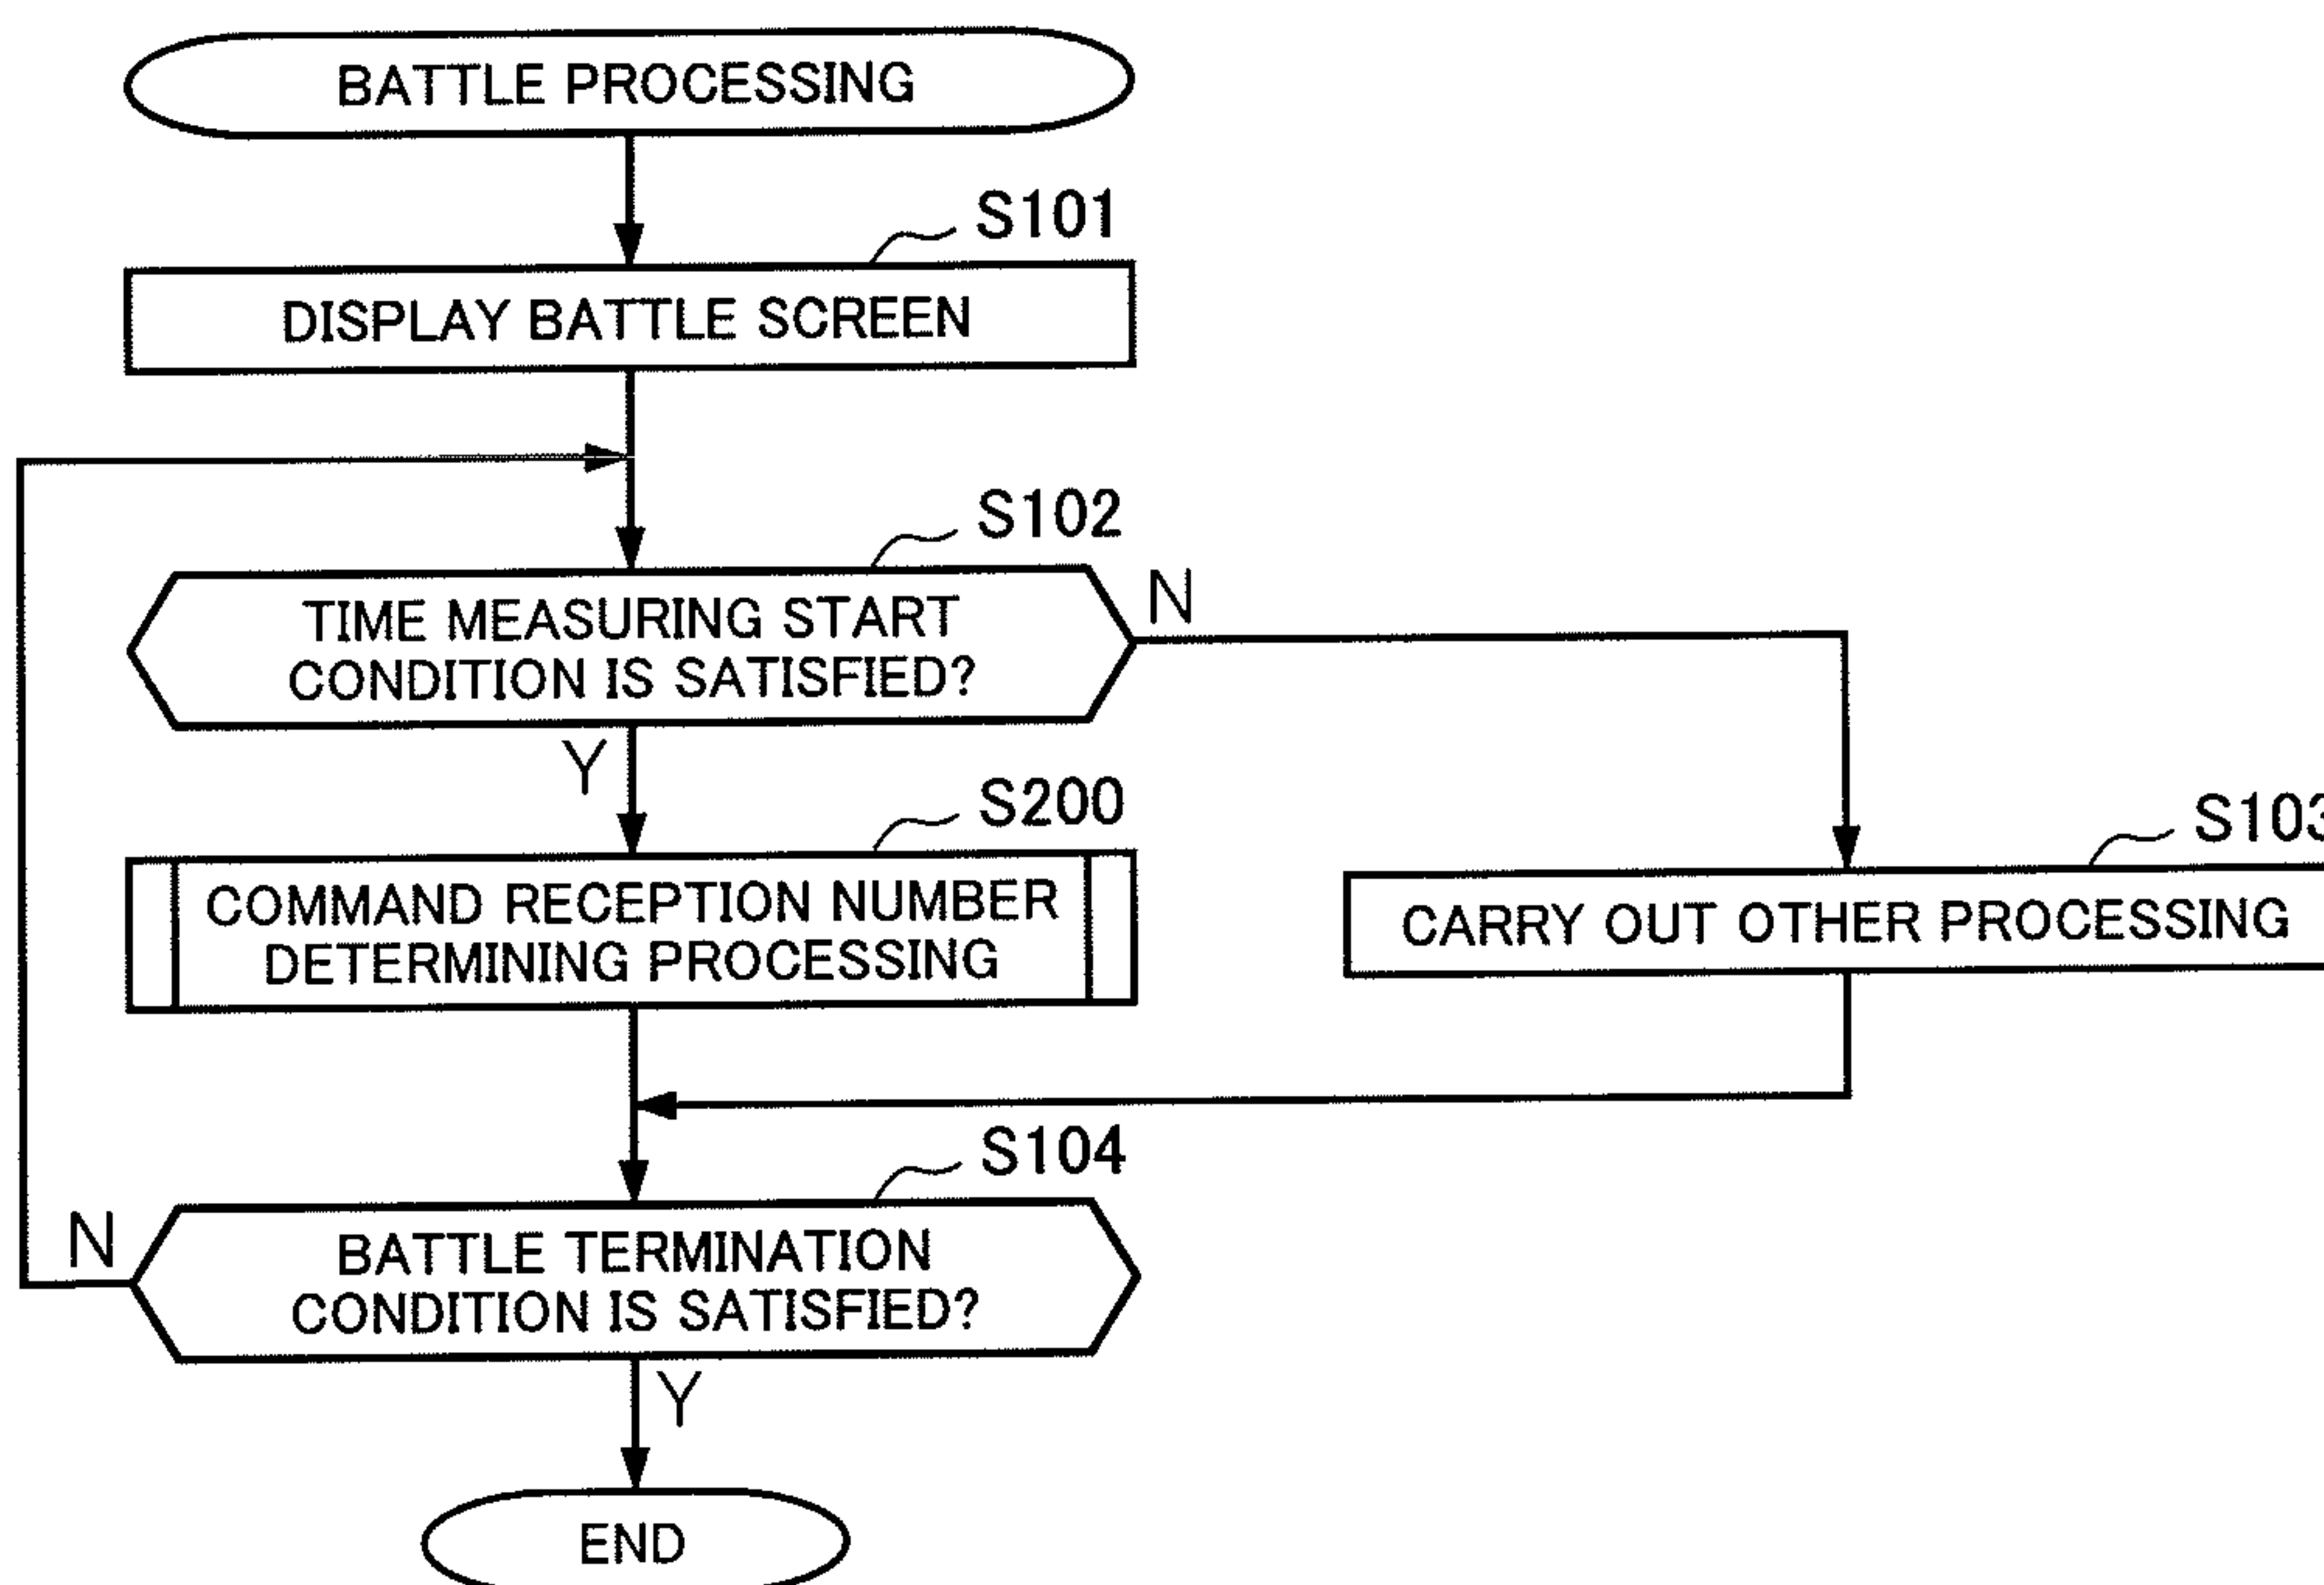 BATTLE PROCESSING
S101
DISPLAY BATTLE SCREEN
S102
TIME MEASURING START
CONDITION IS SATISFIED?
N
Y
S200
COMMAND RECEPTION NUMBER
DETERMINING PROCESSING
S103
CARRY OUT OTHER PROCESSING
S104
BATTLE TERMINATION
CONDITION IS SATISFIED?
N
Y
END